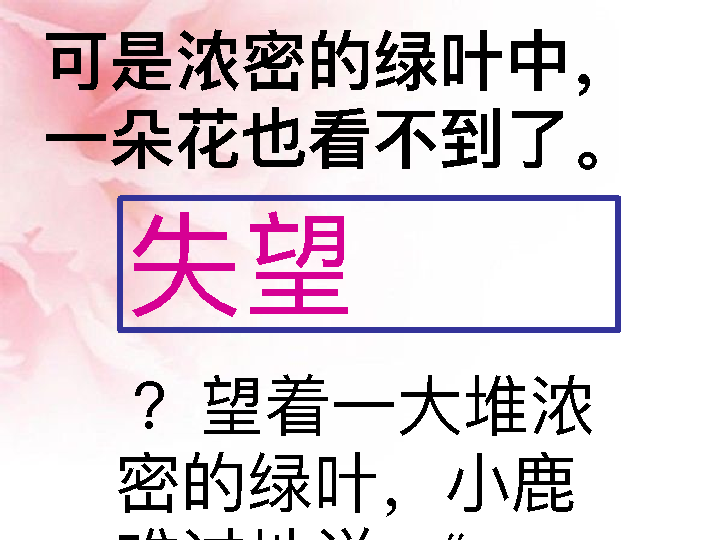 可是浓密的绿叶中，
一朵花也看不到了。
失望
？望着一大堆浓
密的绿叶，小鹿